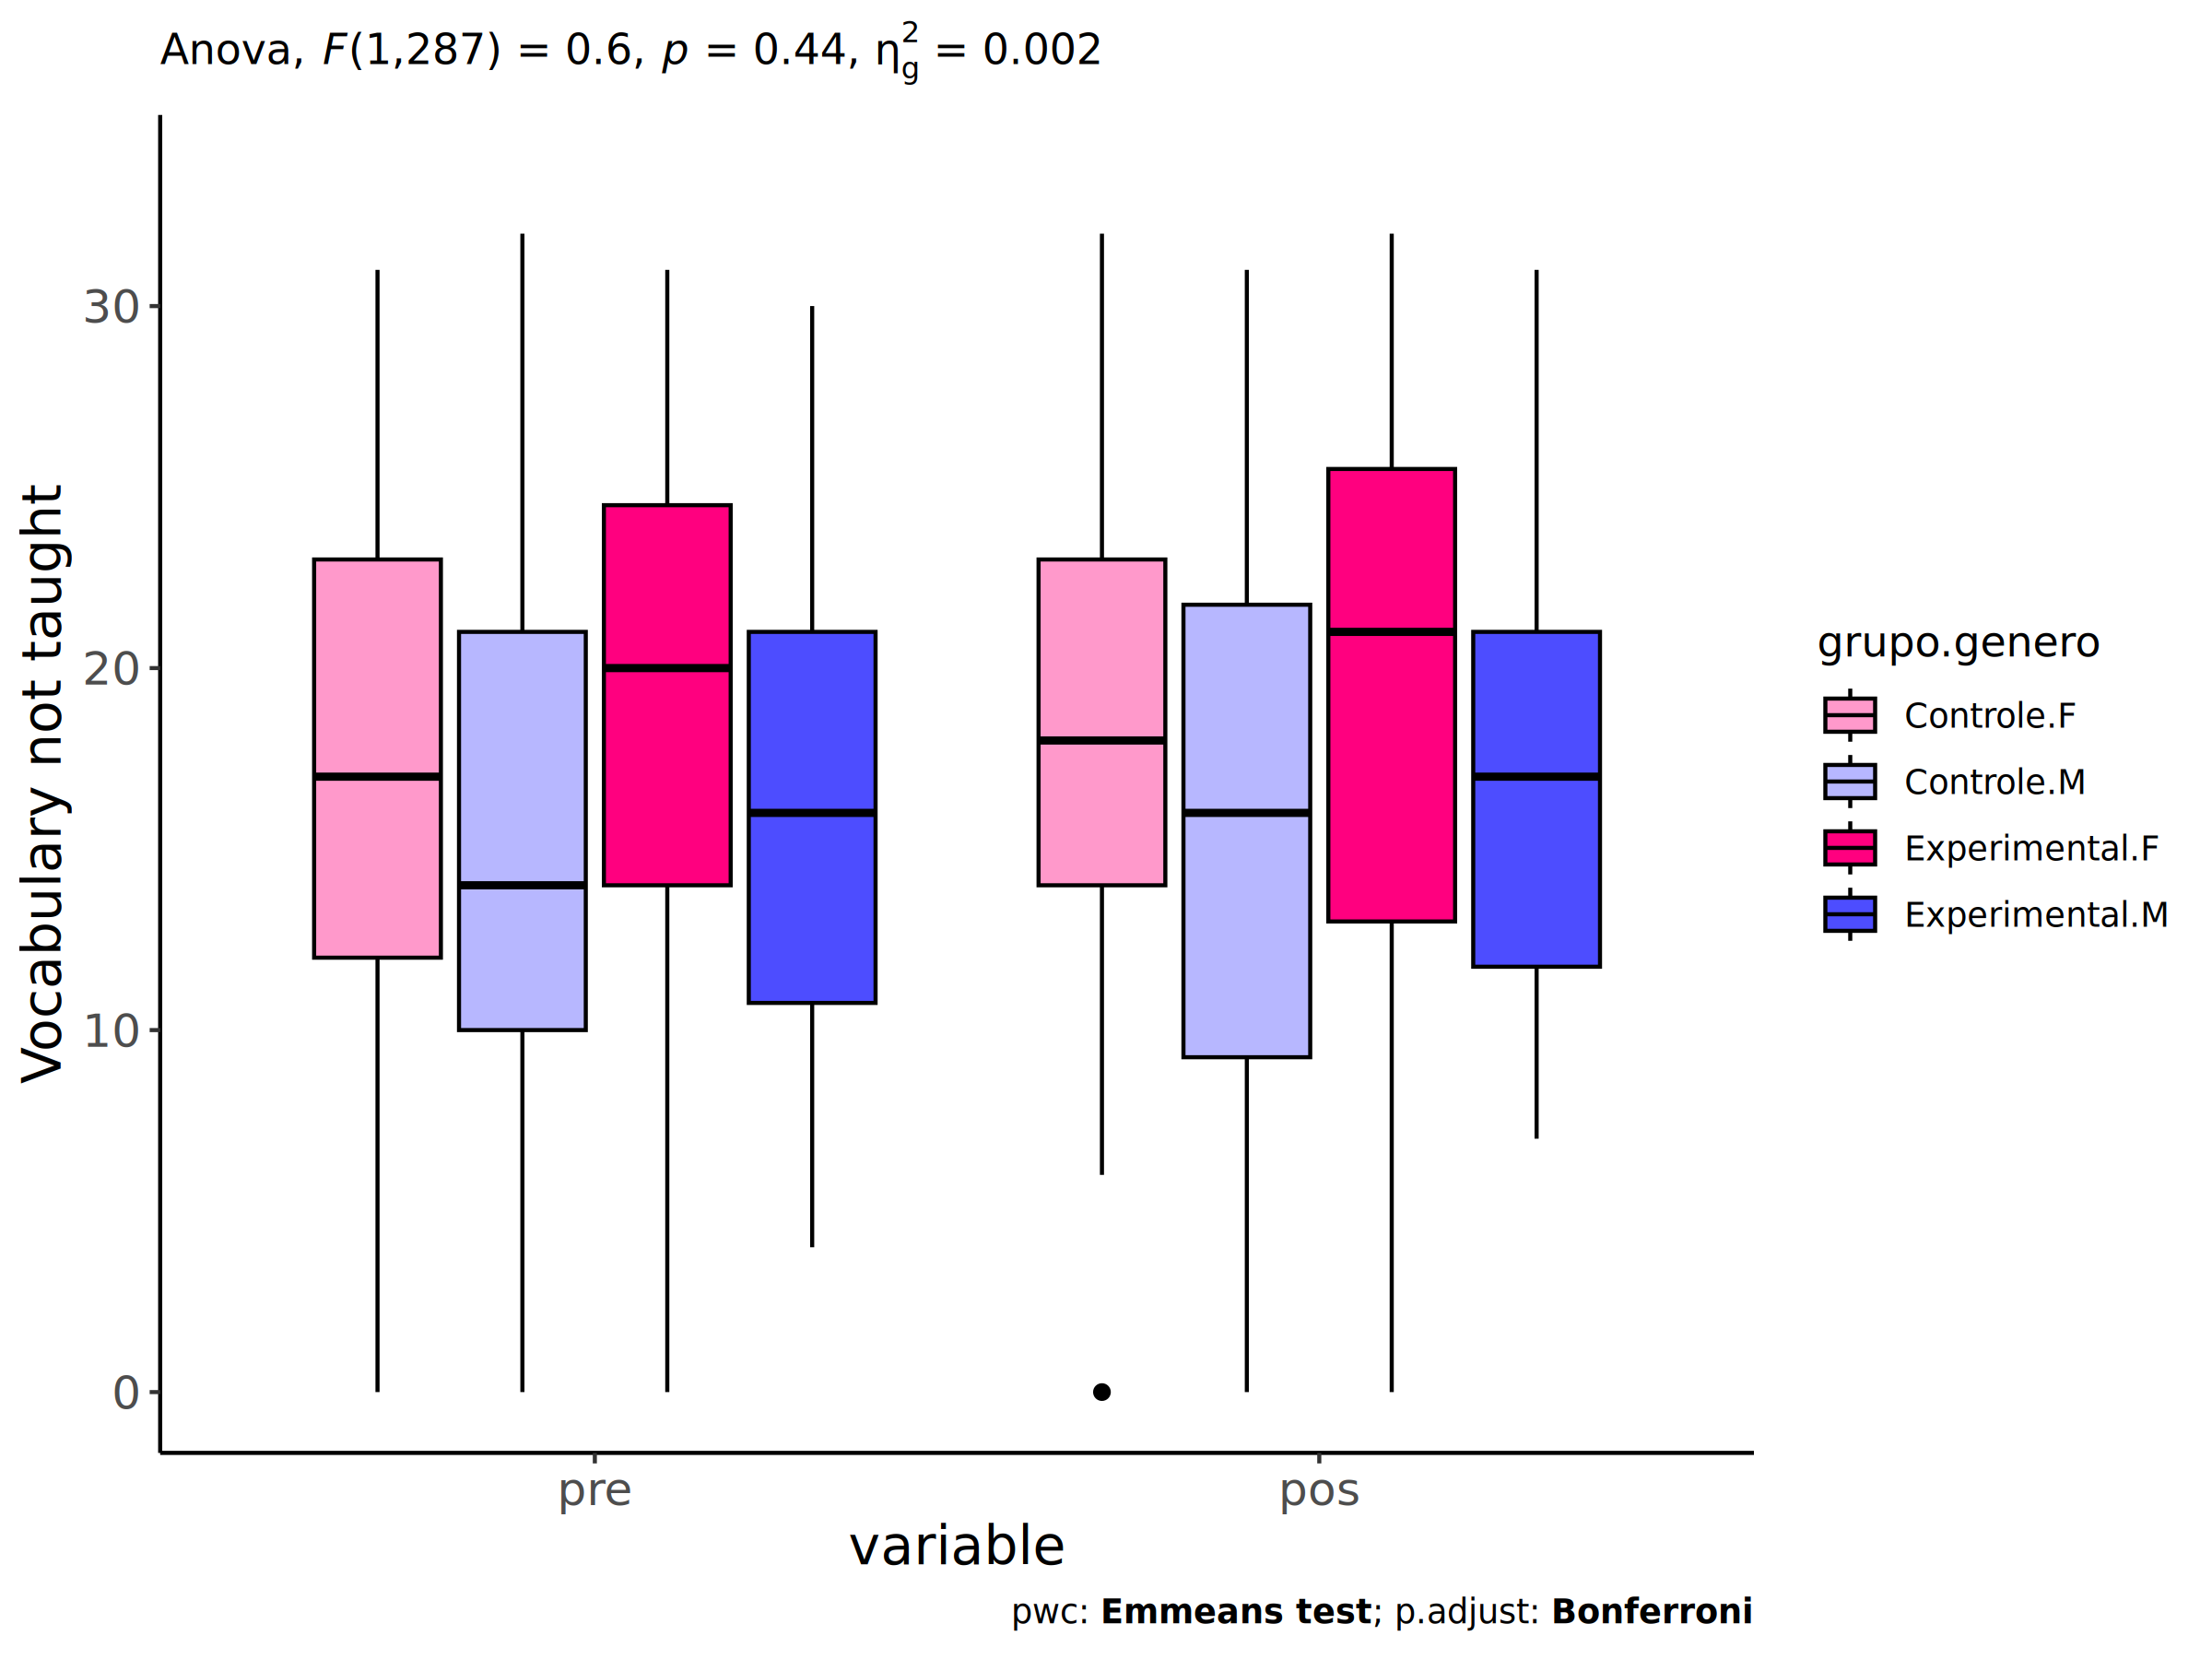 Anova, F(1,287) = 0.6, p = 0.44, η²g = 0.002
Vocabulary not taught
30
20
10
0
pre
pos
variable
grupo.genero
Controle.F
Controle.M
Experimental.F
Experimental.M
pwc: Emmeans test; p.adjust: Bonferroni